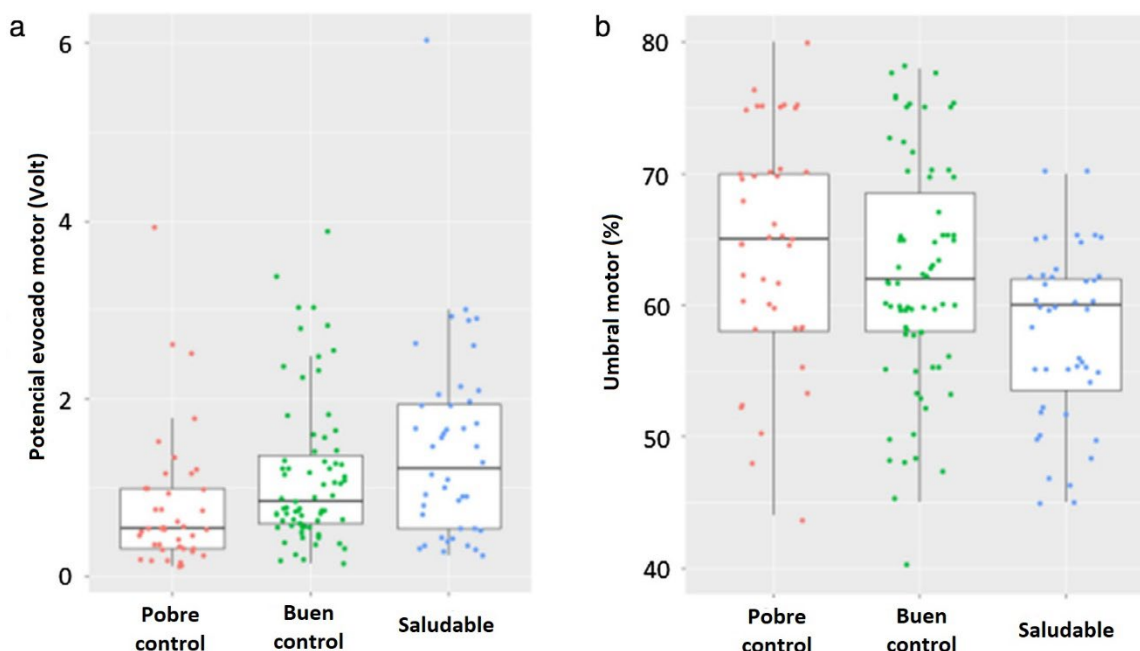 a
Potencial evocado motor (Volt)
6
4
2
0
Pobre
control
Buen
control
Saludable
b
Umbral motor (%)
80
70
60
50
40
Pobre
control
Buen
control
Saludable